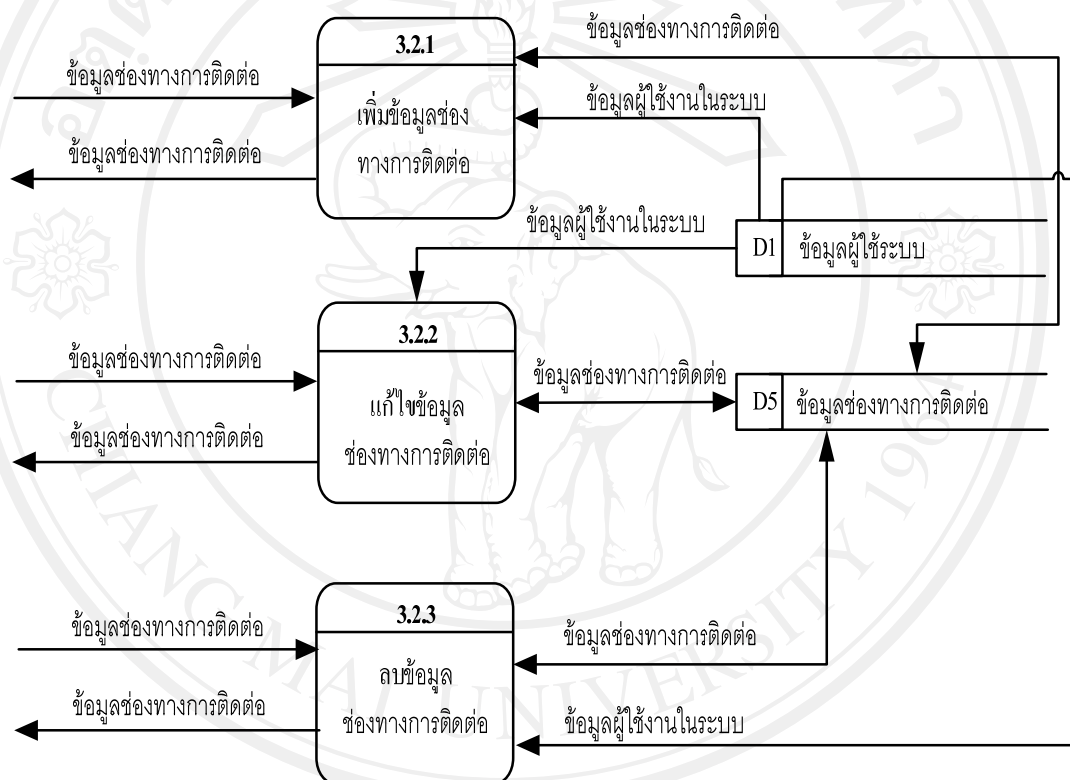 3.2.1
เพิ่มข้อมูลช่อง
ทางการติดต่อ
ข้อมูลช่องทางการติดต่อ
ข้อมูลช่องทางการติดต่อ
ข้อมูลช่องทางการติดต่อ
ข้อมูลผู้ใช้งานในระบบ
ข้อมูลผู้ใช้งานในระบบ
D1 ข้อมูลผู้ใช้ระบบ
3.2.2
แก้ไขข้อมูล
ช่องทางการติดต่อ
ข้อมูลช่องทางการติดต่อ
ข้อมูลช่องทางการติดต่อ
ข้อมูลช่องทางการติดต่อ
D5 ข้อมูลช่องทางการติดต่อ
3.2.3
ลบข้อมูล
ช่องทางการติดต่อ
ข้อมูลช่องทางการติดต่อ
ข้อมูลช่องทางการติดต่อ
ข้อมูลช่องทางการติดต่อ
ข้อมูลผู้ใช้งานในระบบ
CHIANG MAI UNIVERSITY 1964